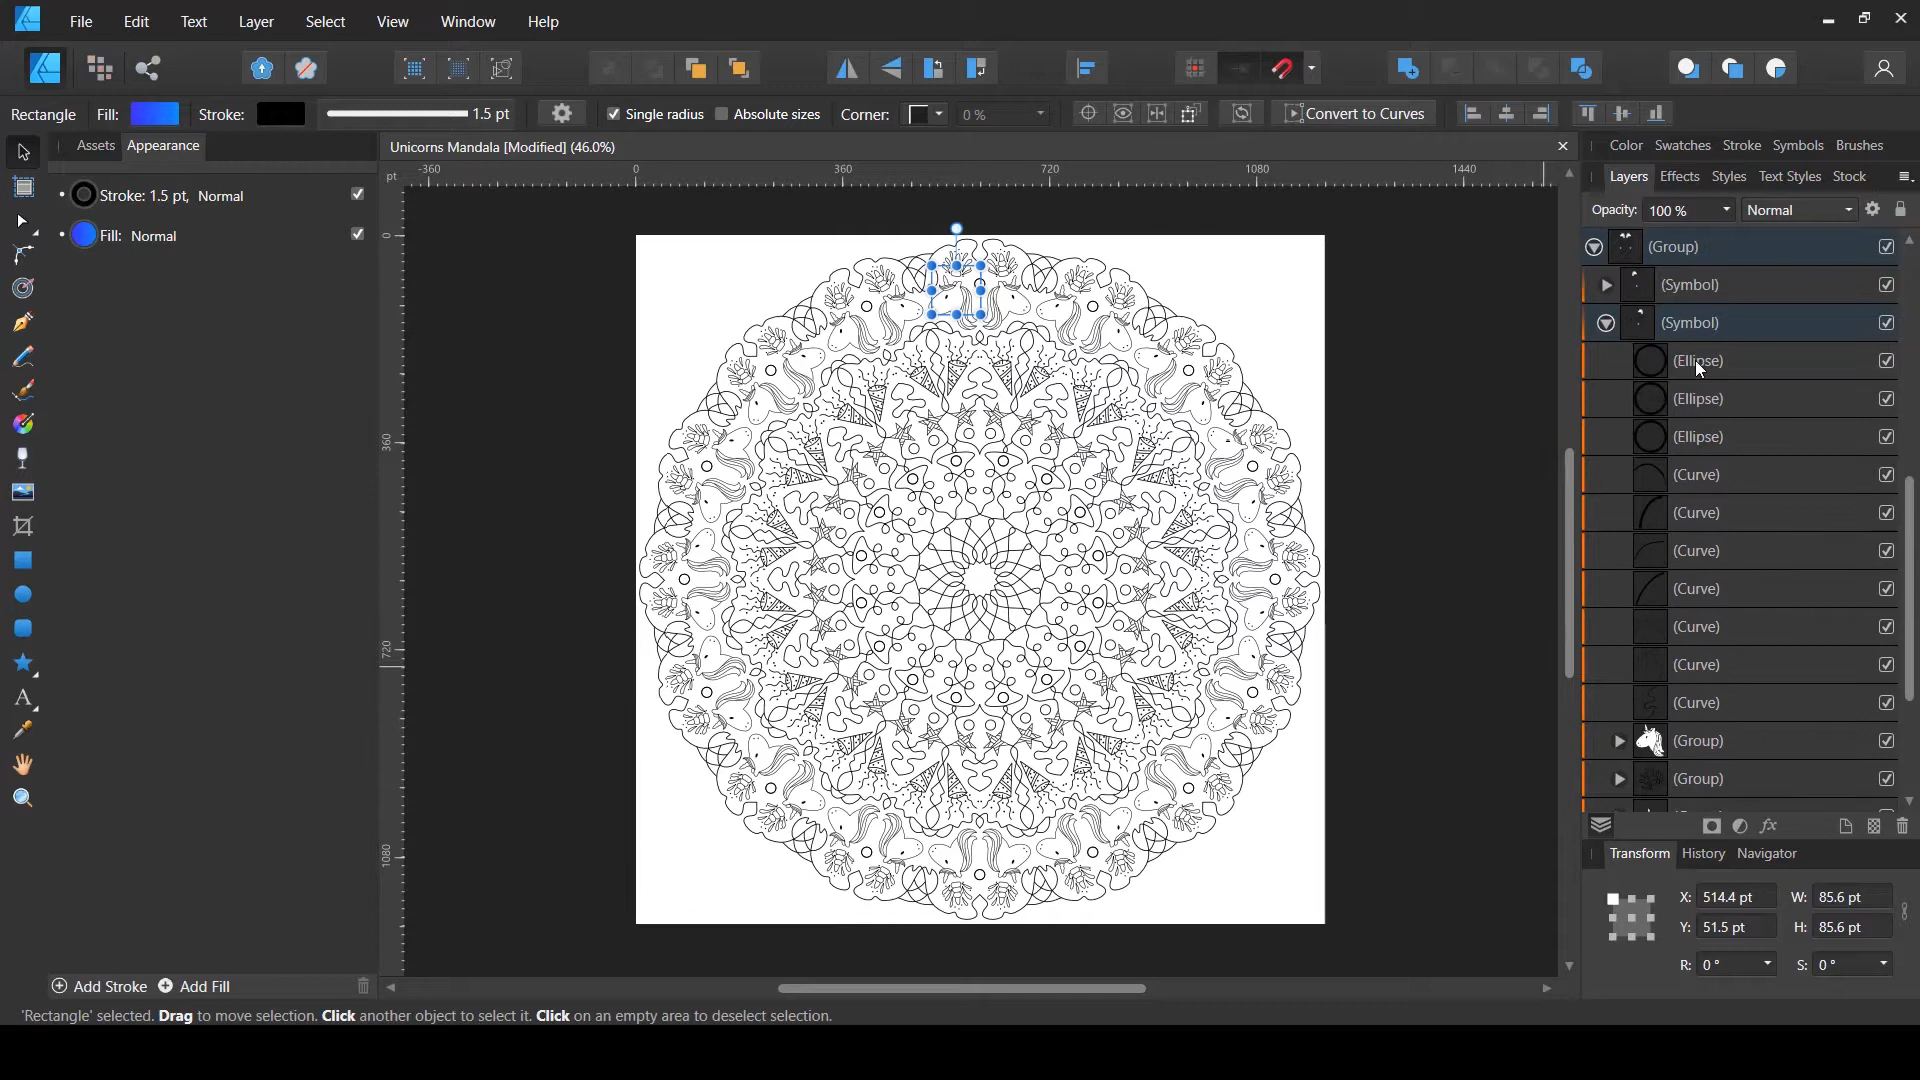 File Edit Text Layer Select View Window Help
Rectangle Fill: Stroke: 1.5 pt Single radius Absolute sizes Corner: 0 % Convert to Curves
Assets Appearance
Unicorns Mandala [Modified] (46.0%)
Color Swatches Stroke Symbols Brushes
pt -360 0 360 720 1080 1440
Layers Effects Styles Text Styles Stock
Stroke: 1.5 pt, Normal
Opacity: 100 % Normal
Fill: Normal
0
360
720
1080
(Group)
(Symbol)
(Symbol)
(Ellipse)
(Ellipse)
(Ellipse)
(Curve)
(Curve)
(Curve)
(Curve)
(Curve)
(Curve)
(Curve)
(Group)
(Group)
fx
Transform History Navigator
X: 514.4 pt W: 85.6 pt
Y: 51.5 pt H: 85.6 pt
R: 0 ° S: 0 °
Add Stroke Add Fill
'Rectangle' selected. Drag to move selection. Click another object to select it. Click on an empty area to deselect selection.